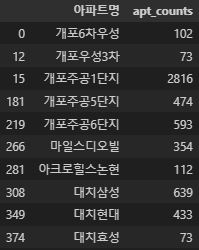 아파트명 apt_counts
0 개포6차우성 102
12 개포우성3차 73
15 개포주공1단지 2816
181 개포주공5단지 474
219 개포주공6단지 593
266 마일스디오빌 354
281 아크로힐스논현 112
308 대치삼성 639
349 대치현대 433
374 대치효성 73